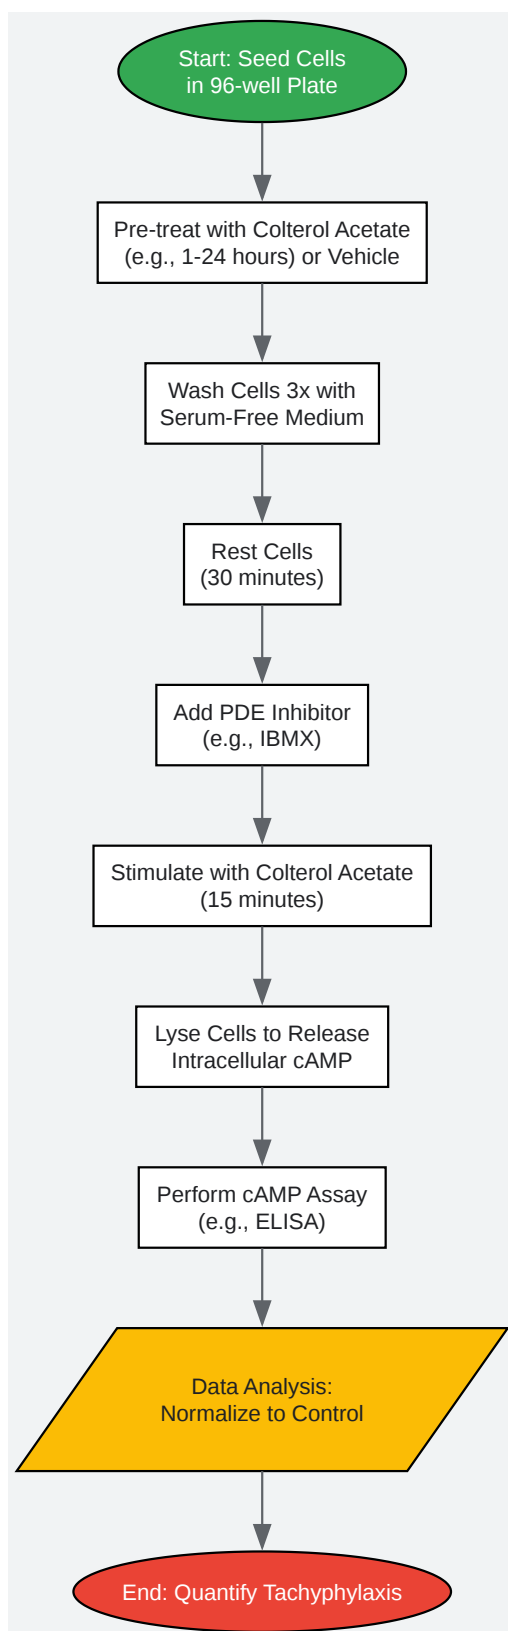 Start: Seed Cells
in 96-well Plate
Pre-treat with Colterol Acetate
(e.g., 1-24 hours) or Vehicle
Wash Cells 3x with
Serum-Free Medium
Rest Cells
(30 minutes)
Add PDE Inhibitor
(e.g., IBMX)
Stimulate with Colterol Acetate
(15 minutes)
Lyse Cells to Release
Intracellular cAMP
Perform cAMP Assay
(e.g., ELISA)
Data Analysis:
Normalize to Control
End: Quantify Tachyphylaxis